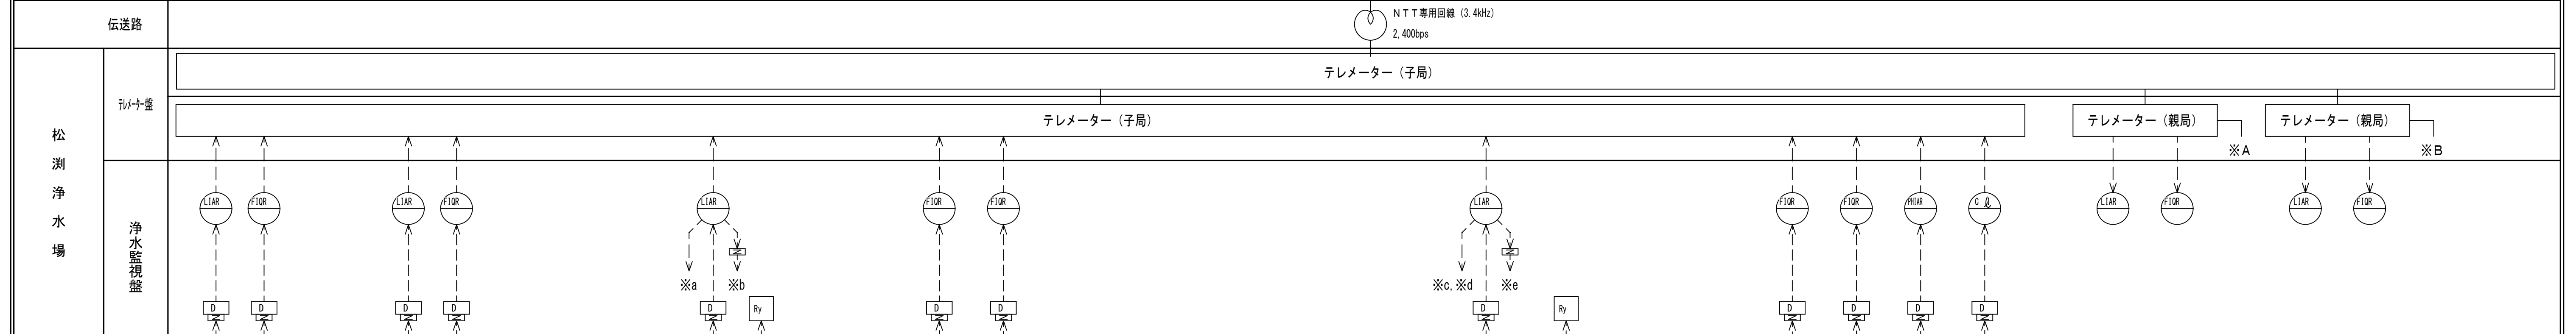 伝送路
NTT専用回線（3.4kHz）
2,400bps
テレメーター（子局）
テレメーター盤
テレメーター（子局）
テレメーター（親局）
テレメーター（親局）
※A
※B
松渕浄水場
浄水監視盤
LIAR FIQR LIAR FIQR LIAR FIQR FIQR LIAR FIQR FIQR PHIAR Cℓ LIAR FIQR LIAR FIQR
N N
※a ※b ※c,※d ※e
D D D D D Ry D D D Ry D D D D
N N N N N N N N N N N N